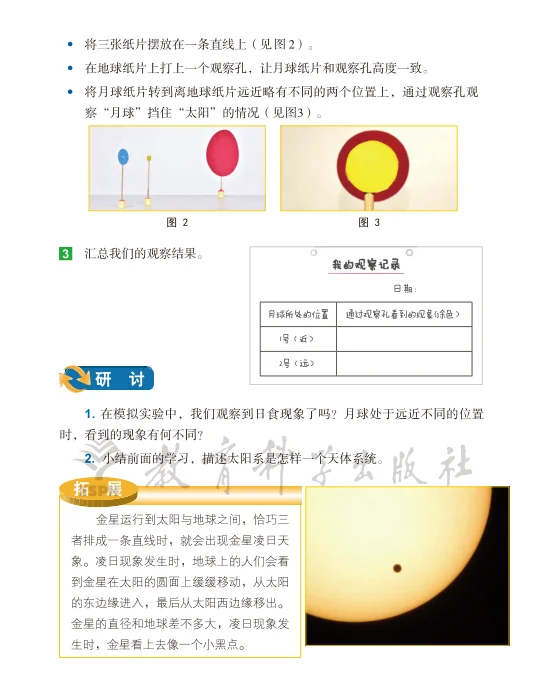 • 将三张纸片摆放在一条直线上（见图2）。
• 在地球纸片上打上一个观察孔，让月球纸片和观察孔高度一致。
• 将月球纸片转到离地球纸片远近略有不同的两个位置上，通过观察孔观
察“月球”挡住“太阳”的情况（见图3）。
图 2
图 3
3 汇总我们的观察结果。
我的观察记录
日期：
月球所处的位置 通过观察孔看到的现象(涂色)
1号（近）
2号（远）
研 讨
1. 在模拟实验中，我们观察到日食现象了吗？月球处于远近不同的位置
时，看到的现象有何不同？
2. 小结前面的学习，描述太阳系是怎样一个天体系统。
教育科学出版社
拓 展
金星运行到太阳与地球之间，恰巧三
者排成一条直线时，就会出现金星凌日天
象。凌日现象发生时，地球上的人们会看
到金星在太阳的圆面上缓缓移动，从太阳
的东边缘进入，最后从太阳西边缘移出。
金星的直径和地球差不多大，凌日现象发
生时，金星看上去像一个小黑点。